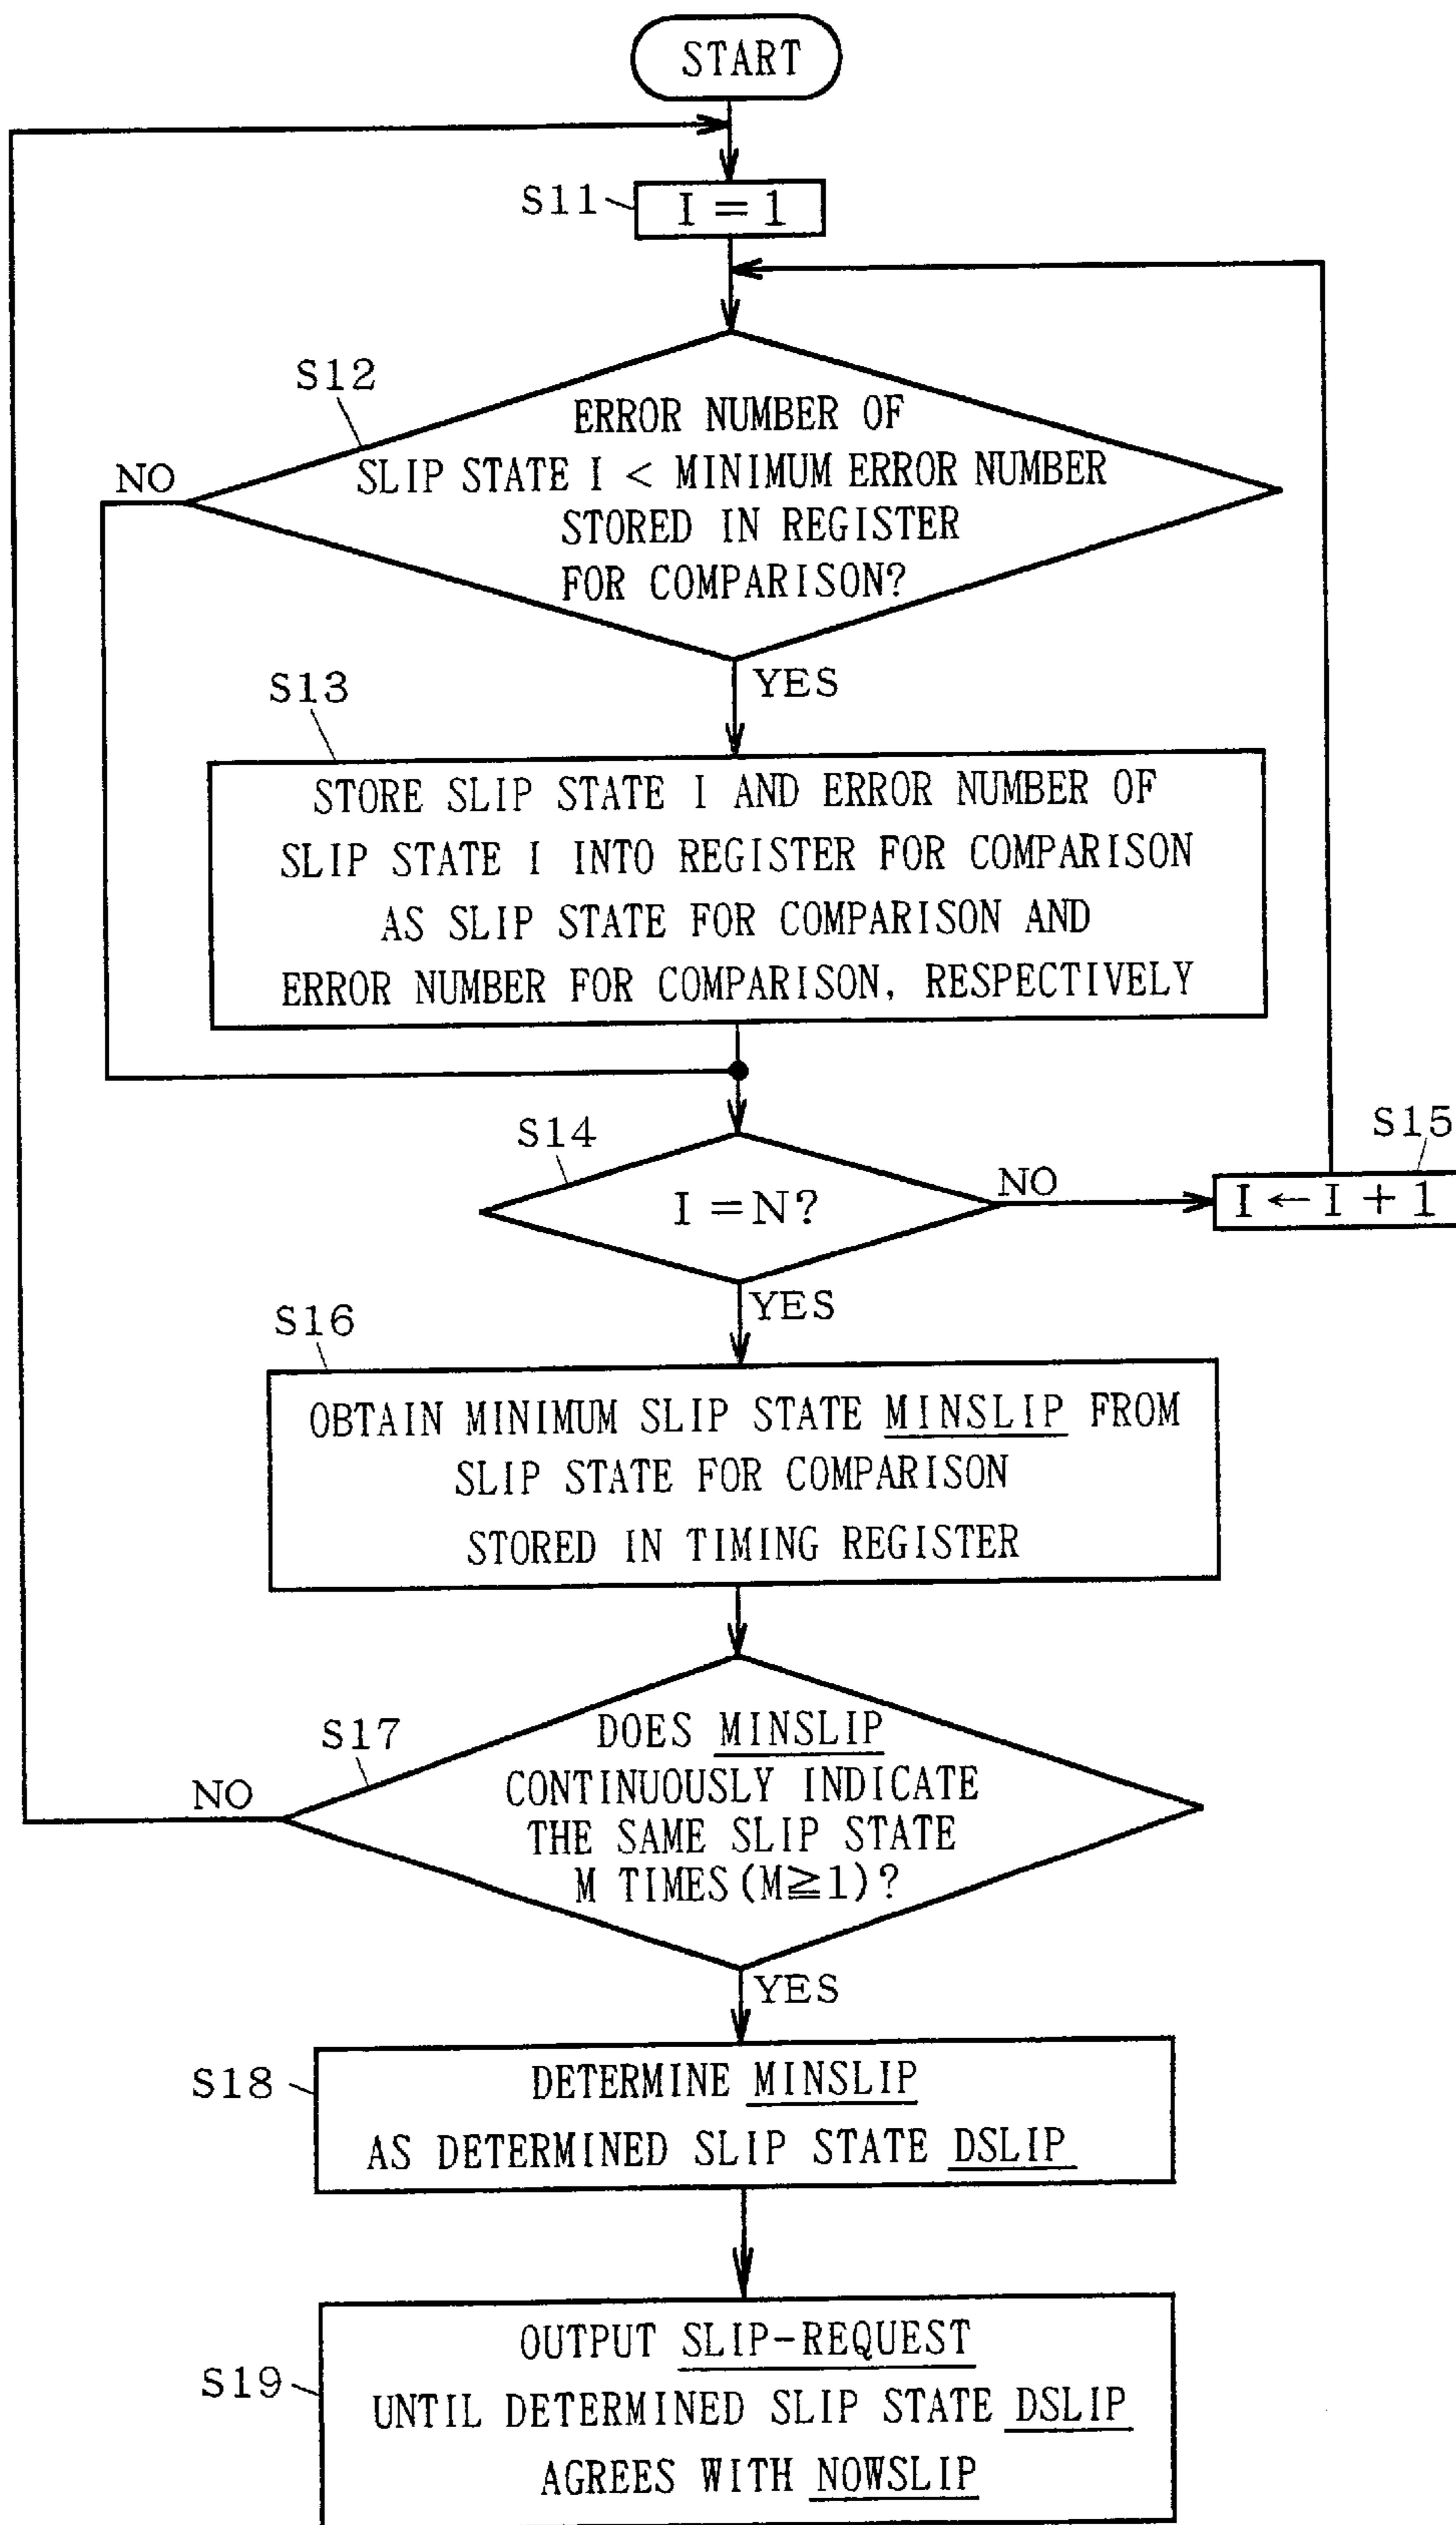 START
S11
I = 1
S12
ERROR NUMBER OF
SLIP STATE I < MINIMUM ERROR NUMBER
STORED IN REGISTER
FOR COMPARISON?
NO
YES
S13
STORE SLIP STATE I AND ERROR NUMBER OF
SLIP STATE I INTO REGISTER FOR COMPARISON
AS SLIP STATE FOR COMPARISON AND
ERROR NUMBER FOR COMPARISON, RESPECTIVELY
S14
I = N?
NO
S15
I ← I + 1
YES
S16
OBTAIN MINIMUM SLIP STATE MINSLIP FROM
SLIP STATE FOR COMPARISON
STORED IN TIMING REGISTER
S17
DOES MINSLIP
CONTINUOUSLY INDICATE
THE SAME SLIP STATE
M TIMES (M≧1)?
NO
YES
S18
DETERMINE MINSLIP
AS DETERMINED SLIP STATE DSLIP
S19
OUTPUT SLIP-REQUEST
UNTIL DETERMINED SLIP STATE DSLIP
AGREES WITH NOWSLIP